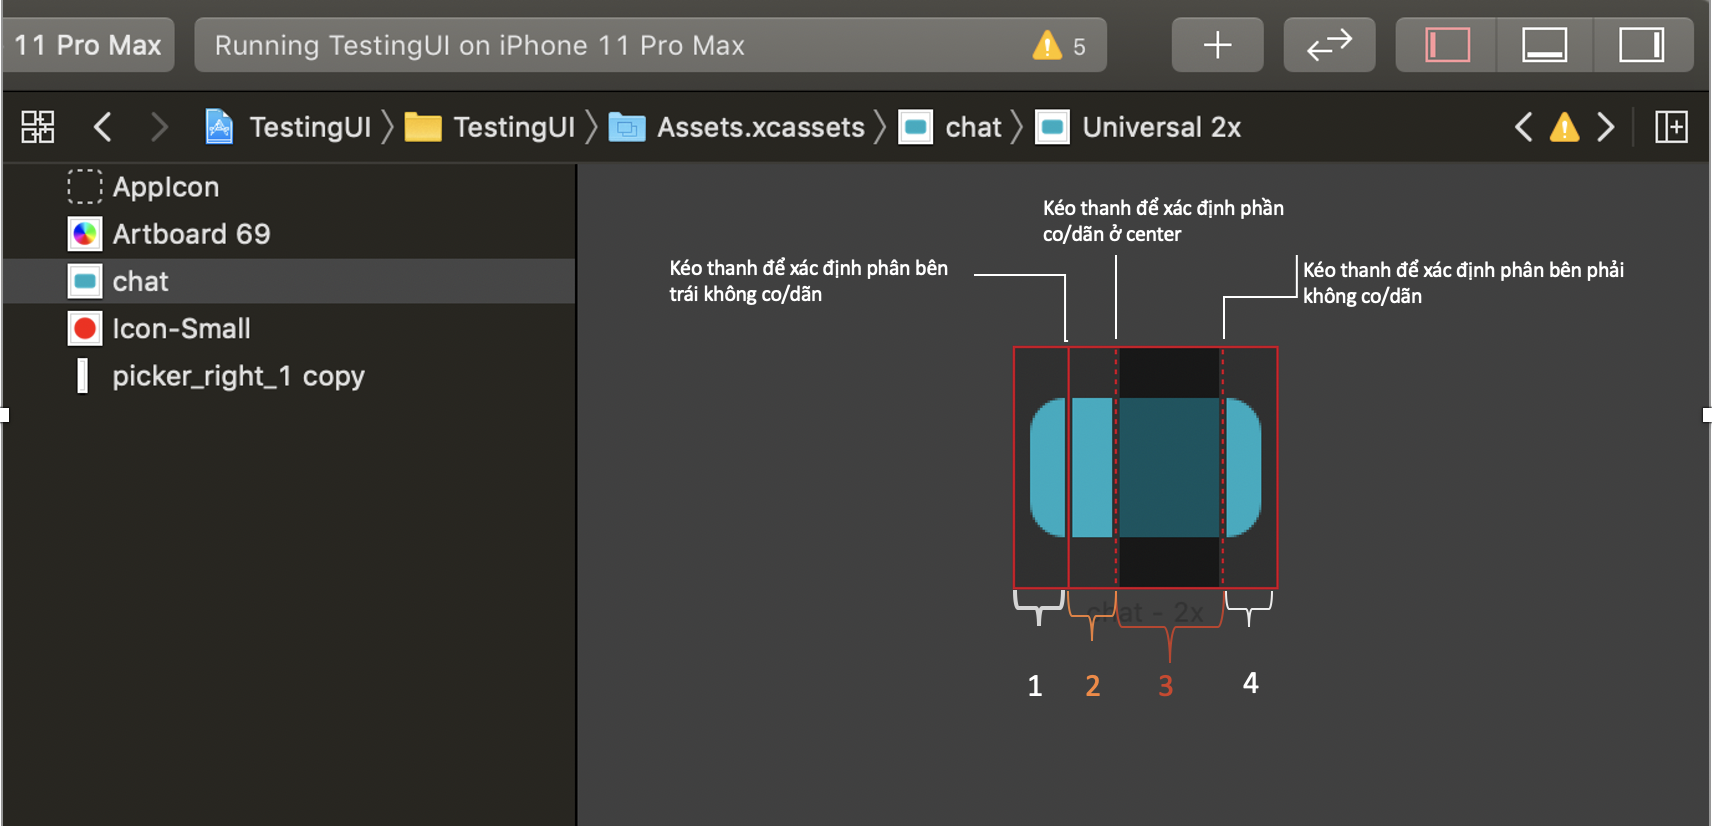 11 Pro Max
Running TestingUI on iPhone 11 Pro Max
5
TestingUI
TestingUI
Assets.xcassets
chat
Universal 2x
AppIcon
Artboard 69
chat
Icon-Small
picker_right_1 copy
Kéo thanh để xác định phần
co/dãn ở center
Kéo thanh để xác định phân bên
trái không co/dãn
Kéo thanh để xác định phân bên phải
không co/dãn
chat - 2x
1
2
3
4